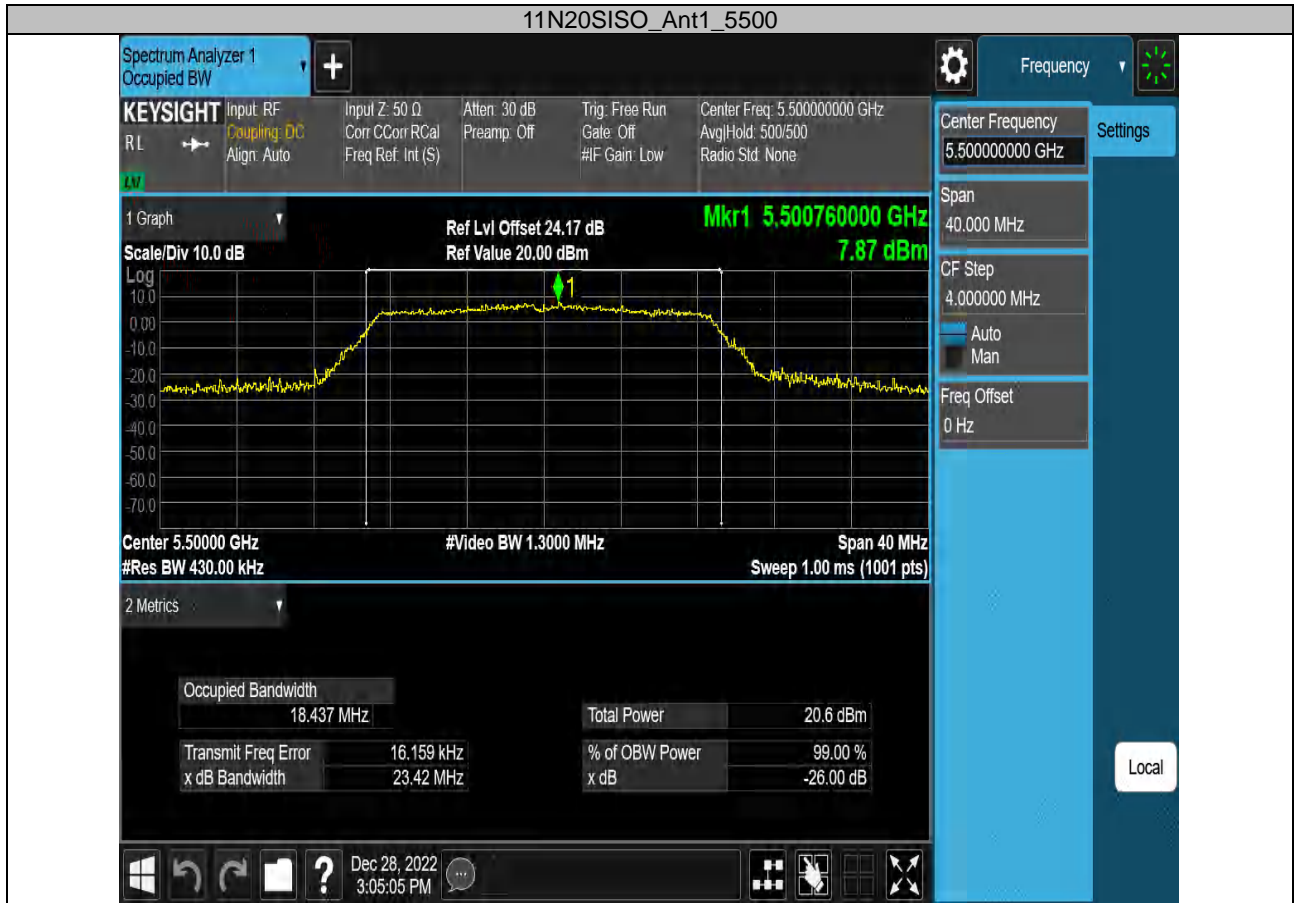 11N20SISO_Ant1_5500
Spectrum Analyzer 1
Occupied BW
Frequency
KEYSIGHT
RL
Input: RF
Coupling: DC
Align: Auto
Input Z: 50 Ω
Corr CCorr RCal
Freq Ref: Int (S)
Atten: 30 dB
Preamp: Off
Trig: Free Run
Gate: Off
#IF Gain: Low
Center Freq: 5.500000000 GHz
Avg|Hold: 500/500
Radio Std: None
Center Frequency
5.500000000 GHz
Settings
Span
40.000 MHz
CF Step
4.000000 MHz
Auto
Man
Freq Offset
0 Hz
1 Graph
Scale/Div 10.0 dB
Ref Lvl Offset 24.17 dB
Ref Value 20.00 dBm
Mkr1 5.500760000 GHz
7.87 dBm
Log
10.0
0.00
-10.0
-20.0
-30.0
-40.0
-50.0
-60.0
-70.0
1
Center 5.50000 GHz
#Res BW 430.00 kHz
#Video BW 1.3000 MHz
Span 40 MHz
Sweep 1.00 ms (1001 pts)
2 Metrics
Occupied Bandwidth
18.437 MHz
Transmit Freq Error 16.159 kHz
x dB Bandwidth 23.42 MHz
Total Power 20.6 dBm
% of OBW Power 99.00 %
x dB -26.00 dB
Local
?
Dec 28, 2022
3:05:05 PM